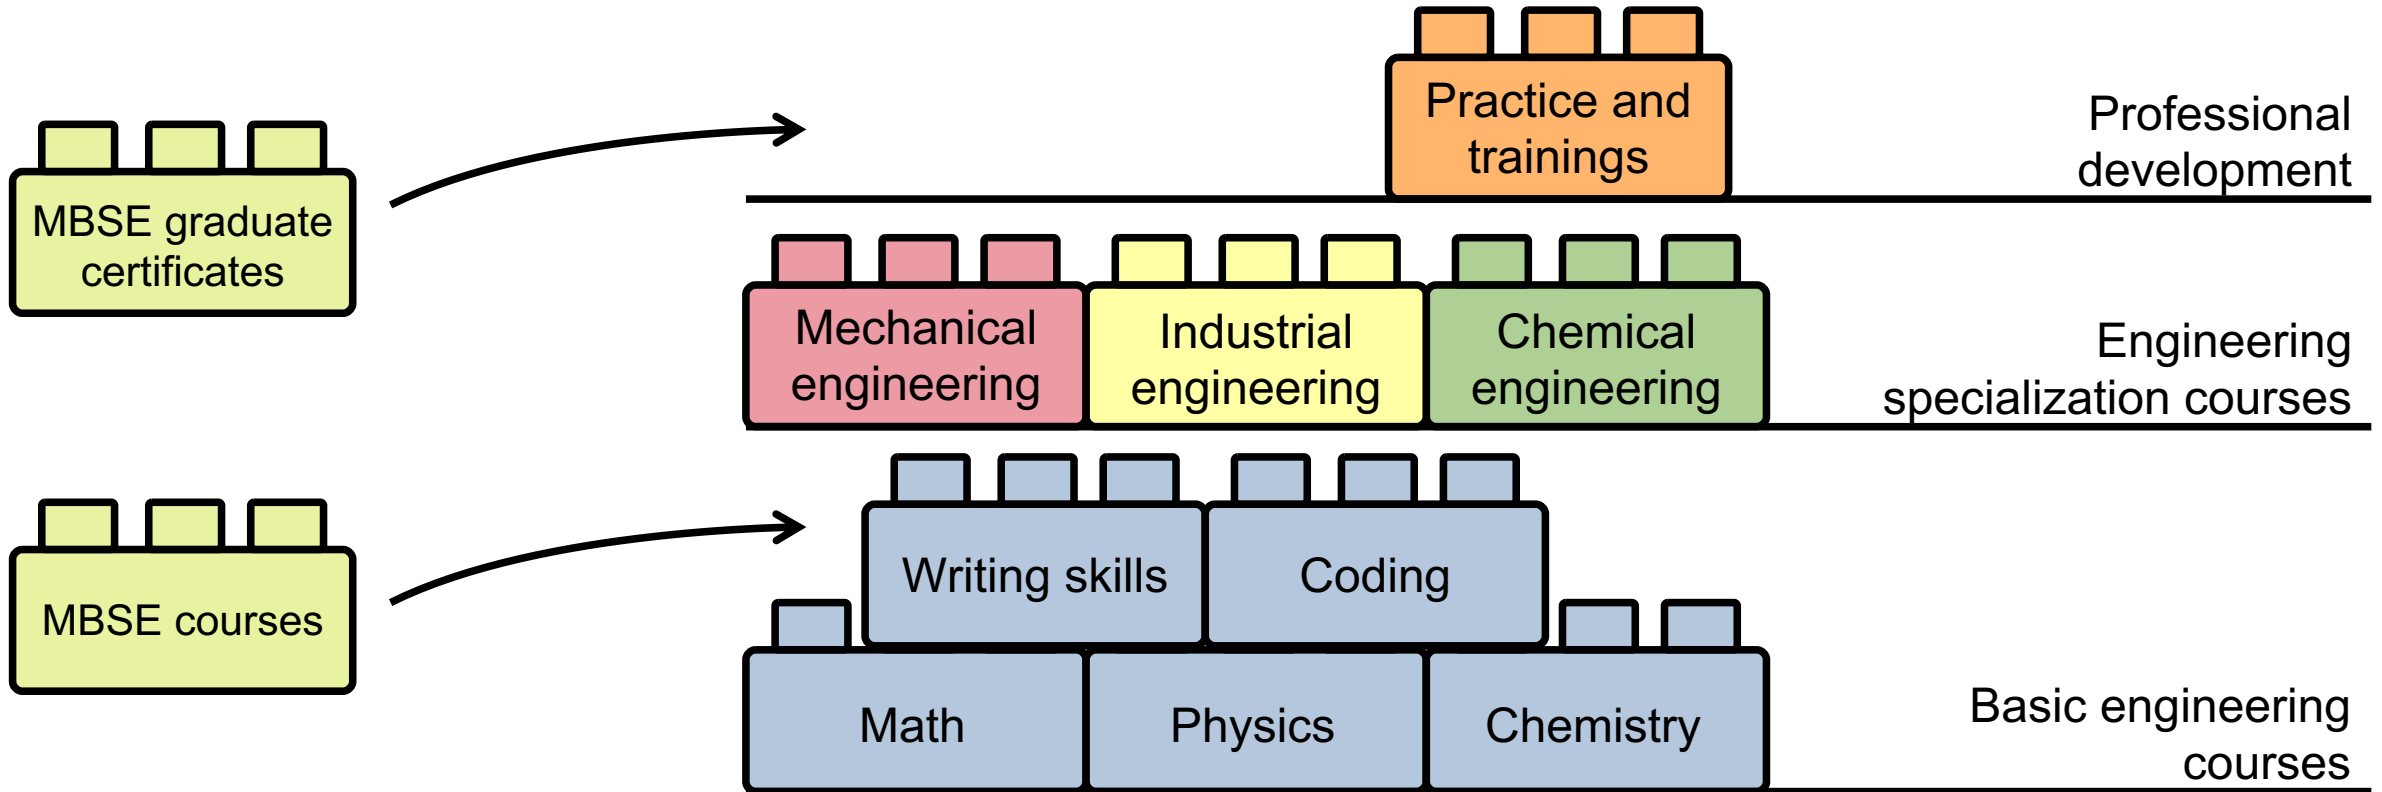 Practice and
trainings
Professional
development
MBSE graduate
certificates
Mechanical
engineering
Industrial
engineering
Chemical
engineering
Engineering
specialization courses
Writing skills
Coding
MBSE courses
Math
Physics
Chemistry
Basic engineering
courses